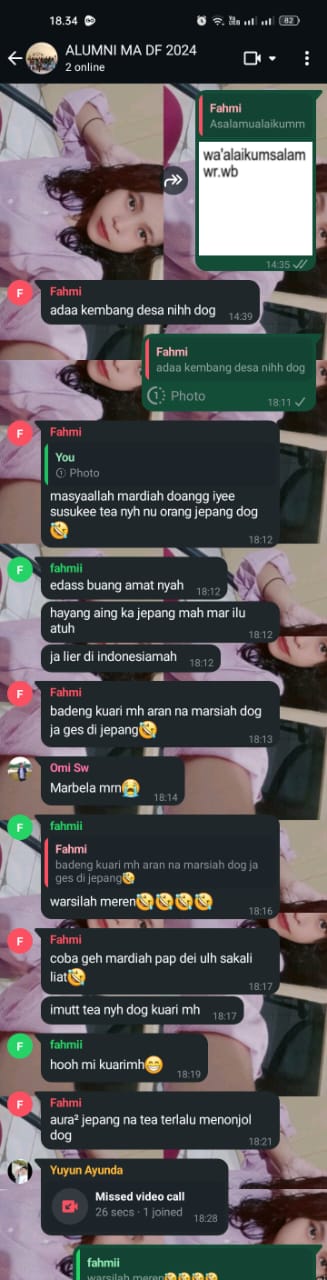 18.34
82
ALUMNI MA DF 2024
2 online
Fahmi
Asalamualaikumm
wa'alaikumsalam
wr.wb
14:35
F
Fahmi
adaa kembang desa nihh dog
14:39
Fahmi
adaa kembang desa nihh dog
1
Photo
18:11
F
Fahmi
You
1 Photo
masyaallah mardiah doangg iyee
susukee tea nyh nu orang jepang dog
🤣
18:12
F
fahmii
edass buang amat nyah
18:12
hayang aing ka jepang mah mar ilu
atuh
18:12
ja lier di indonesiamah
18:12
F
Fahmi
badeng kuari mh aran na marsiah dog
ja ges di jepang🤣
18:13
Omi Sw
Marbela mm😭
18:14
F
fahmii
Fahmi
badeng kuari mh aran na marsiah dog ja
ges di jepang🤣
warsilah meren🤣🤣🤣🤣
18:16
F
Fahmi
coba geh mardiah pap dei ulh sakali
liat🤣
18:17
imutt tea nyh dog kuari mh
18:17
F
fahmii
hooh mi kuarimh😁
18:19
F
Fahmi
aura² jepang na tea terlalu menonjol
dog
18:21
Yuyun Ayunda
Missed video call
26 secs · 1 joined
18:28
fahmii
warsilah meren🤣🤣🤣🤣